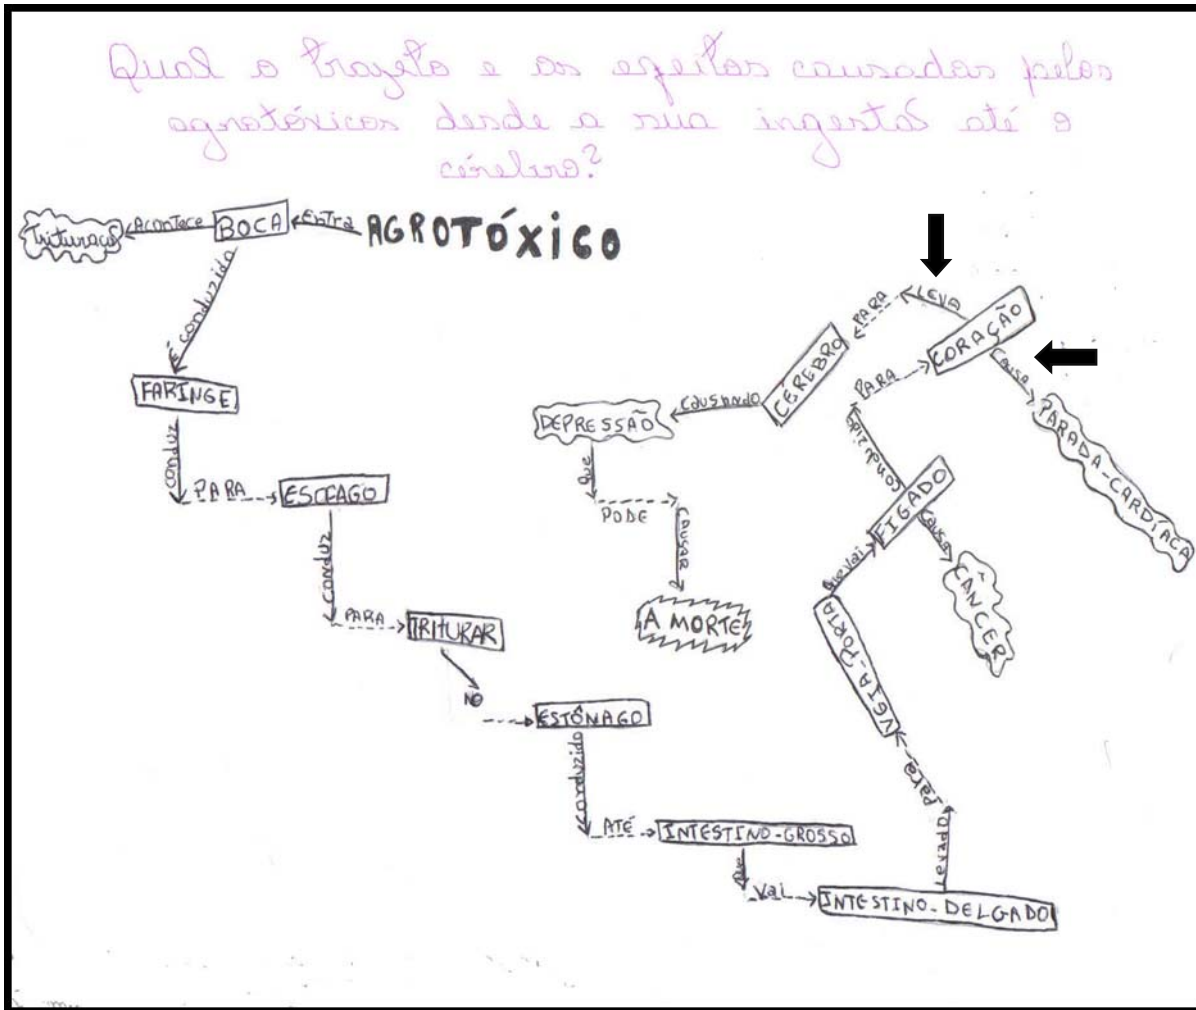 Qual o trajeto e os efeitos causados pelos
agrotóxicos desde a sua ingestão até o
cérebro?
AGROTÓXICO
Entra
BOCA
Acontece
Trituração
é conduzido
FARINGE
conduz
PARA
ESOFAGO
conduz
PARA
TRITURAR
NO
ESTÔMAGO
conduzido
ATÉ
INTESTINO-GROSSO
que
vai
INTESTINO-DELGADO
Levado
Para
VEIA-PORTA
que vai
FIGADO
causa
CÂNCER
conduzido
PARA
CORAÇÃO
causa
PARADA-CARDÍACA
LEVA
PARA
CÉREBRO
causando
DEPRESSÃO
que
PODE
CAUSAR
A MORTE